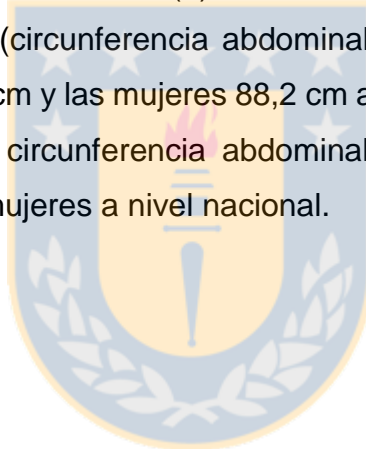 (circunferencia abdominal
cm y las mujeres 88,2 cm a
circunferencia abdominal
mujeres a nivel nacional.